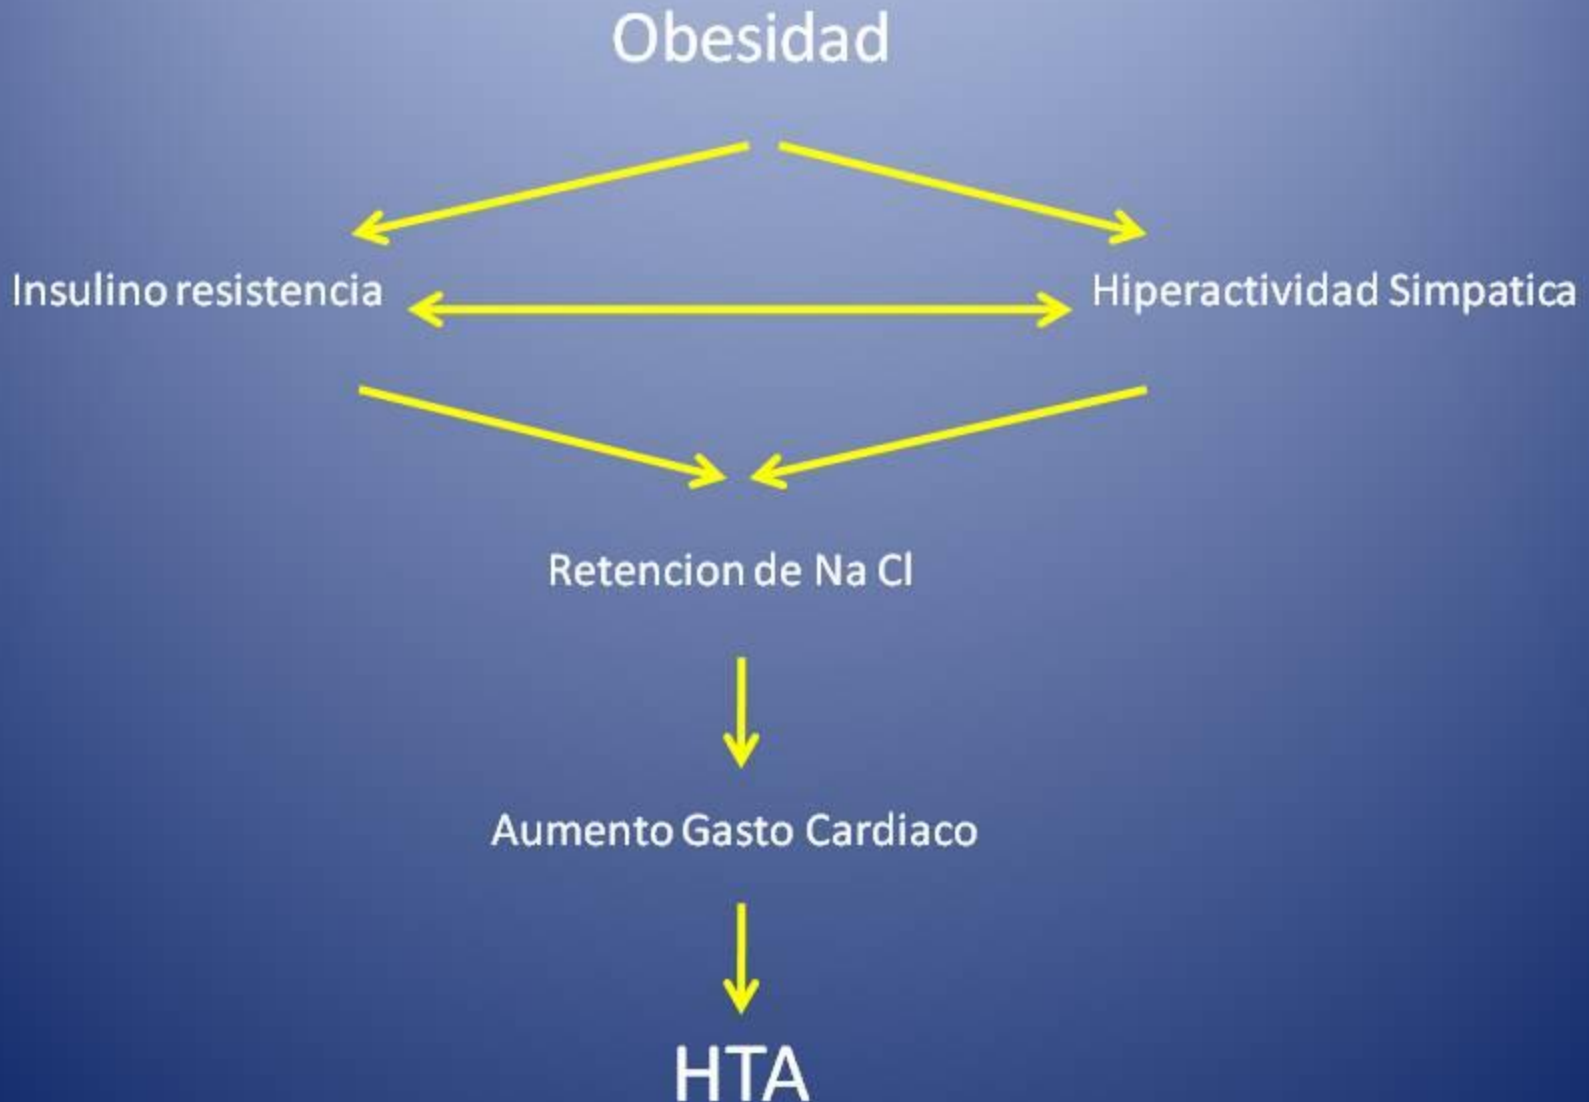 Obesidad
Insulino resistencia
Hiperactividad Simpatica
Retencion de Na Cl
Aumento Gasto Cardiaco
HTA